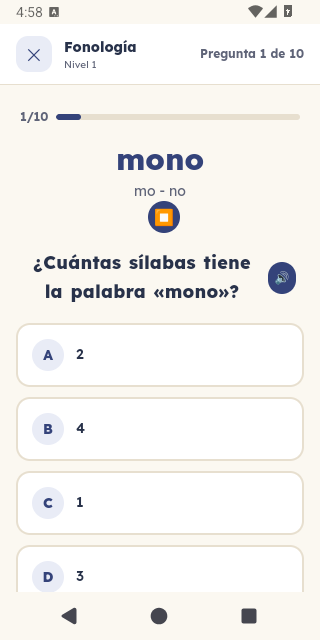 4:58 A
Fonología
Nivel 1
Pregunta 1 de 10
1/10
mono
mo - no
¿Cuántas sílabas tiene
la palabra «mono»?
A 2
B 4
C 1
D 3